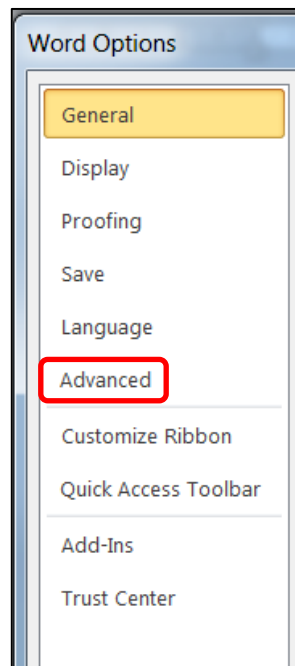 Word Options
General
Display
Proofing
Save
Language
Advanced
Customize Ribbon
Quick Access Toolbar
Add-Ins
Trust Center